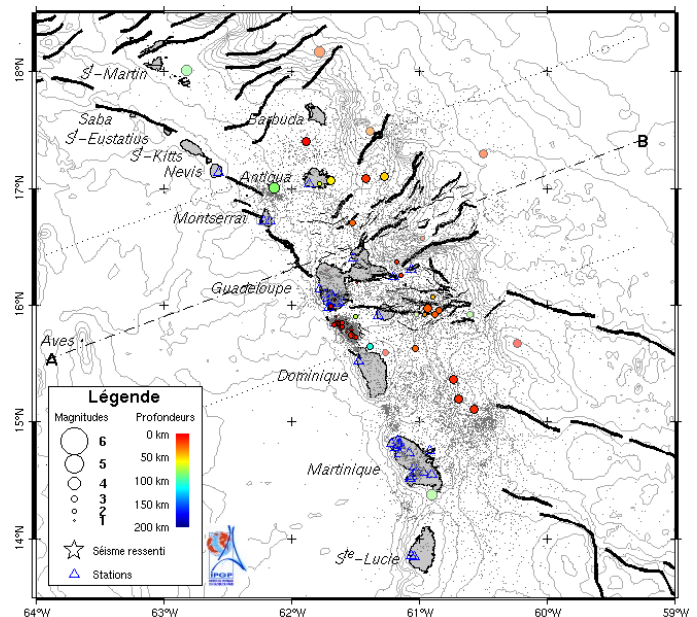 18°N
17°N
16°N
15°N
14°N
64°W
63°W
62°W
61°W
60°W
59°W
Sᵗ-Martin
Saba
Sᵗ-Eustatius
Sᵗ-Kitts
Nevis
Barbuda
Antigua
Montserrat
Guadeloupe
Aves
A
B
Dominique
Martinique
Sᵗᵉ-Lucie
Légende
Magnitudes
Profondeurs
6
5
4
3
2
1
0 km
50 km
100 km
150 km
200 km
Séisme ressenti
Stations
IPGP